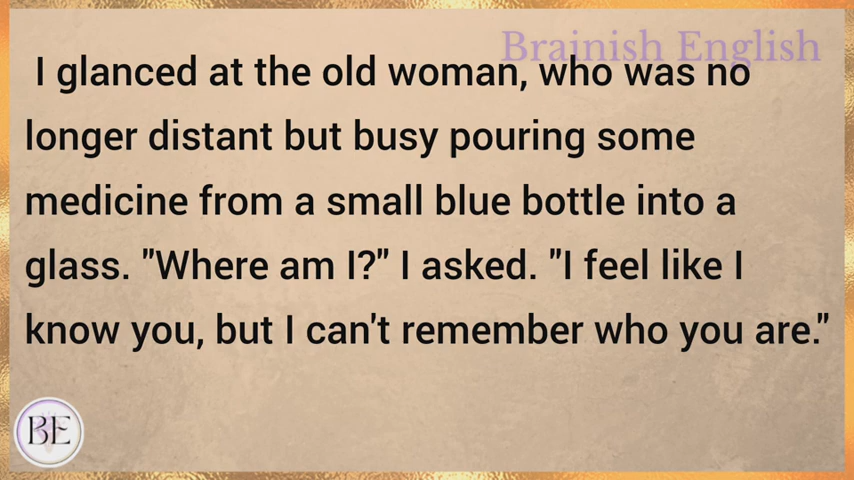 Brainish English
I glanced at the old woman, who was no
longer distant but busy pouring some
medicine from a small blue bottle into a
glass. "Where am I?" I asked. "I feel like I
know you, but I can't remember who you are."
BE